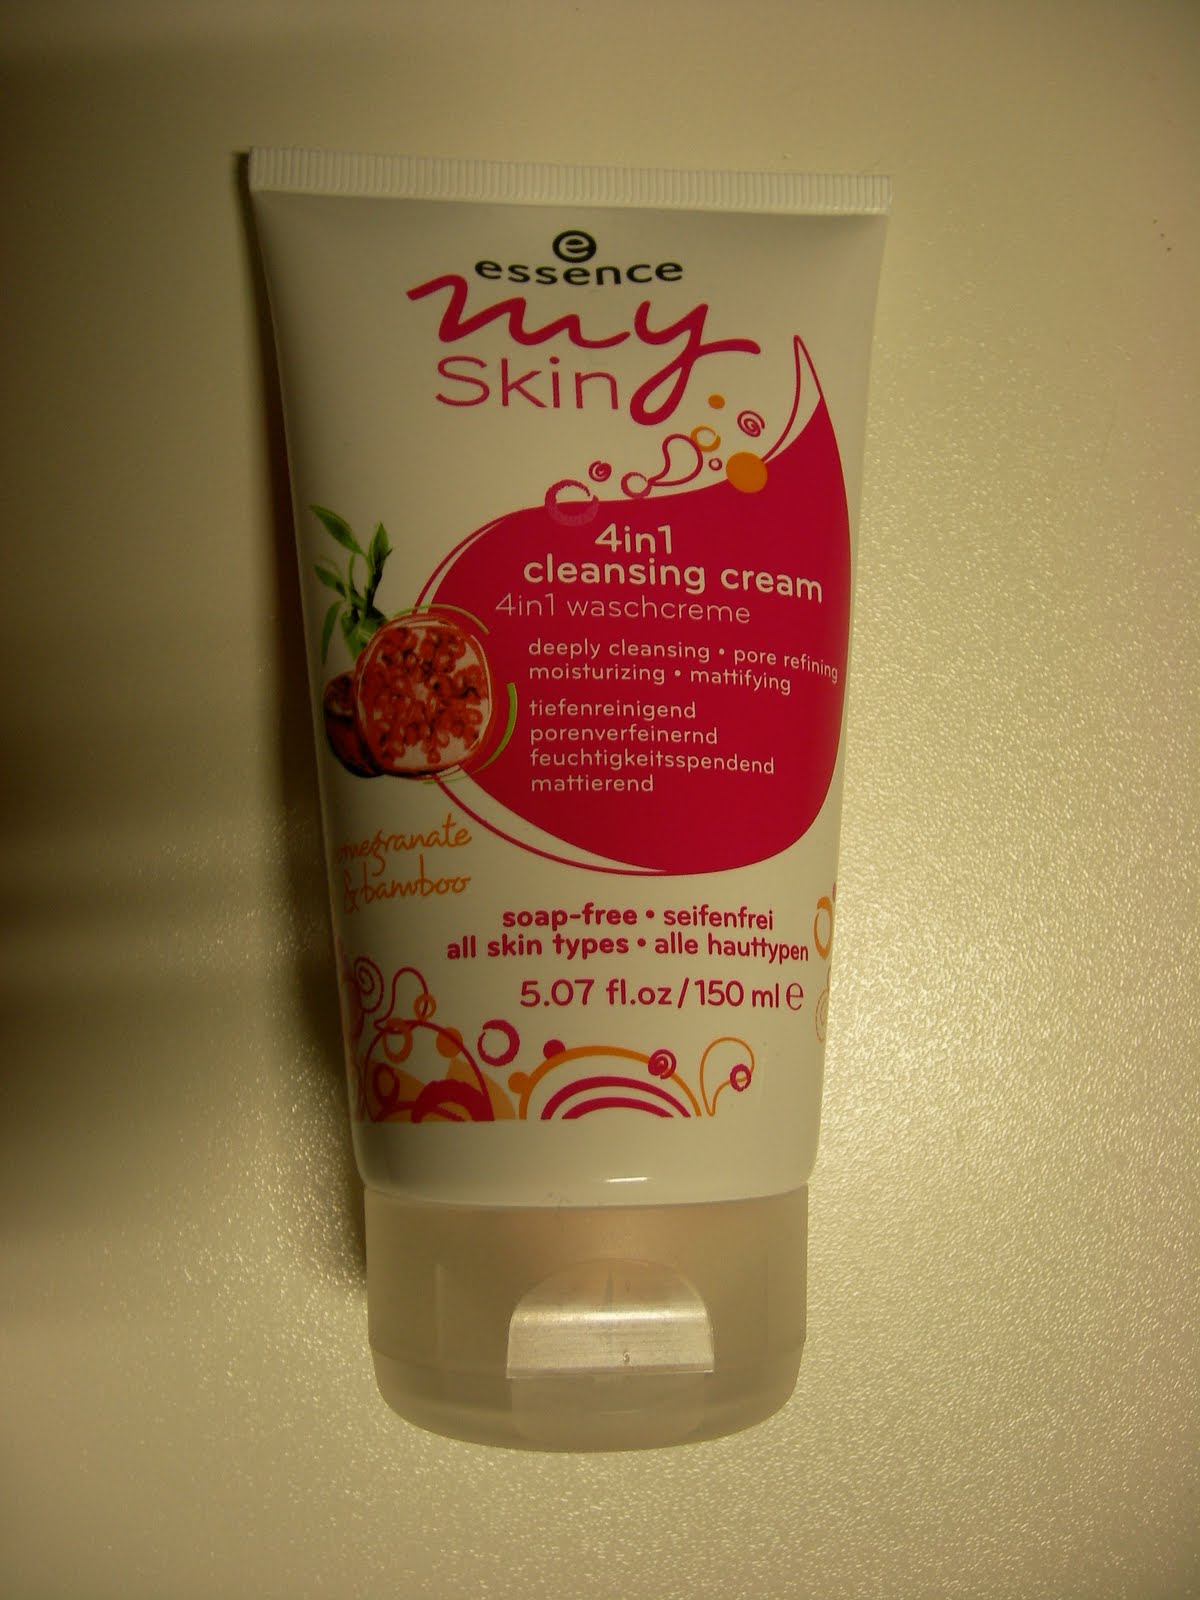 e
essence
my
Skin
4in1
cleansing cream
4in1 waschcreme
deeply cleansing • pore refining
moisturizing • mattifying
tiefenreinigend
porenverfeinernd
feuchtigkeitsspendend
mattierend
omegranate
& bamboo
soap-free • seifenfrei
all skin types • alle hauttypen
5.07 fl.oz/150 ml e